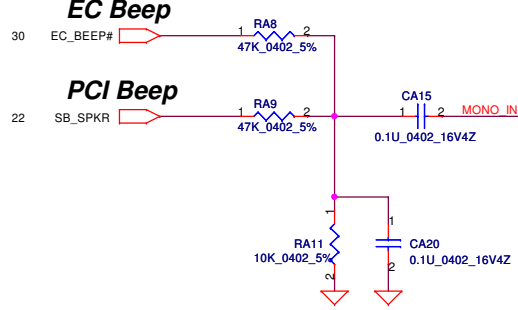 EC Beep
30 EC_BEEP# 1 RA8 2
47K_0402_5%
PCI Beep
22 SB_SPKR 1 RA9 2
47K_0402_5%
CA15
1 2 MONO_IN
0.1U_0402_16V4Z
1
RA11
10K_0402_5%
2
1
CA20
0.1U_0402_16V4Z
2